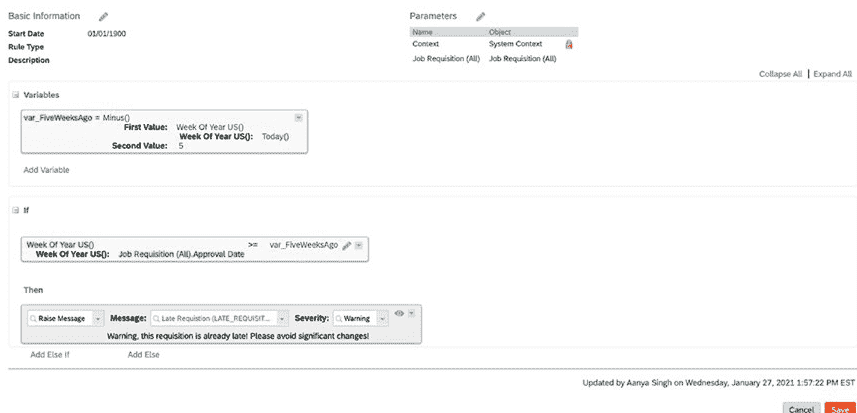 Basic Information
Parameters
Start Date 01/01/1900
Rule Type
Description
Name Object
Context System Context
Job Requisition (All) Job Requisition (All)
Collapse All | Expand All
Variables
var_FiveWeeksAgo = Minus()
First Value: Week Of Year US()
Week Of Year US(): Today()
Second Value: 5
Add Variable
If
Week Of Year US() >= var_FiveWeeksAgo
Week Of Year US(): Job Requisition (All).Approval Date
Then
Raise Message Message: Late Requistion (LATE_REQUISIT... Severity: Warning
Warning, this requisition is already late! Please avoid significant changes!
Add Else If Add Else
Updated by Aanya Singh on Wednesday, January 27, 2021 1:57:22 PM EST
Cancel Save